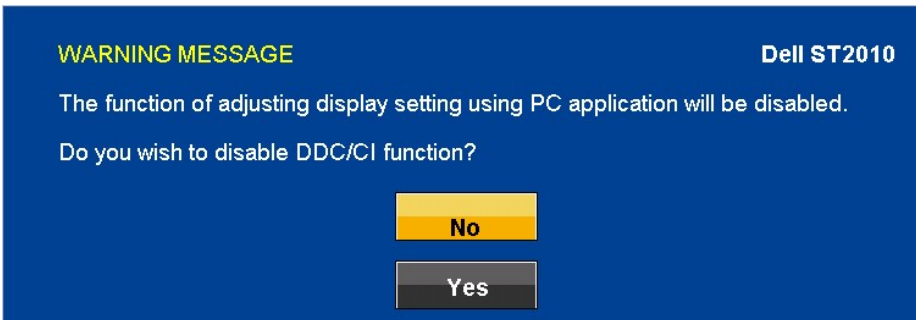 WARNING MESSAGE Dell ST2010
The function of adjusting display setting using PC application will be disabled.
Do you wish to disable DDC/CI function?
No
Yes